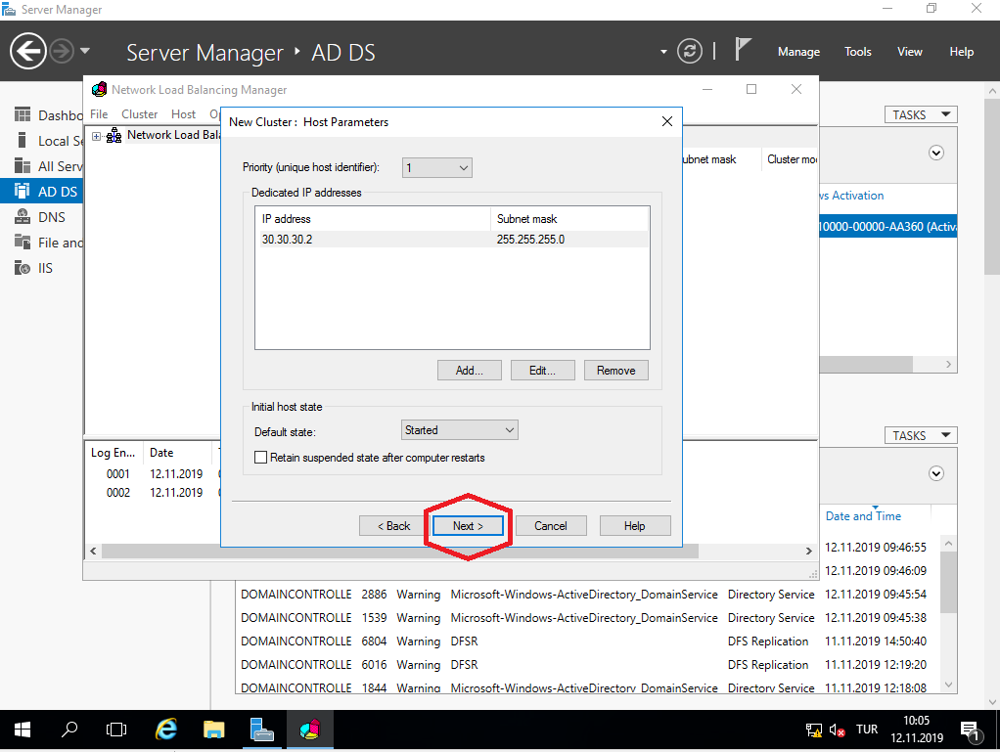 Server Manager
Server Manager • AD DS
Manage Tools View Help
Network Load Balancing Manager
File Cluster Host
Network Load Bala
New Cluster : Host Parameters
Priority (unique host identifier): 1
Dedicated IP addresses
IP address Subnet mask
30.30.30.2 255.255.255.0
Add... Edit... Remove
Initial host state
Default state: Started
Retain suspended state after computer restarts
< Back Next > Cancel Help
ubnet mask Cluster mo
Log En... Date
0001 12.11.2019
0002 12.11.2019
Dashbo
Local Se
All Serv
AD DS
DNS
File and
IIS
TASKS
ws Activation
10000-00000-AA360 (Activa
TASKS
Date and Time
12.11.2019 09:46:55
12.11.2019 09:46:09
DOMAINCONTROLLE 2886 Warning Microsoft-Windows-ActiveDirectory_DomainService Directory Service 12.11.2019 09:45:54
DOMAINCONTROLLE 1539 Warning Microsoft-Windows-ActiveDirectory_DomainService Directory Service 12.11.2019 09:45:38
DOMAINCONTROLLE 6804 Warning DFSR DFS Replication 11.11.2019 14:50:40
DOMAINCONTROLLE 6016 Warning DFSR DFS Replication 11.11.2019 12:19:20
DOMAINCONTROLLE 1844 Warning Microsoft-Windows-ActiveDirectory_DomainService Directory Service 11.11.2019 12:18:08
TUR
10:05
12.11.2019
1